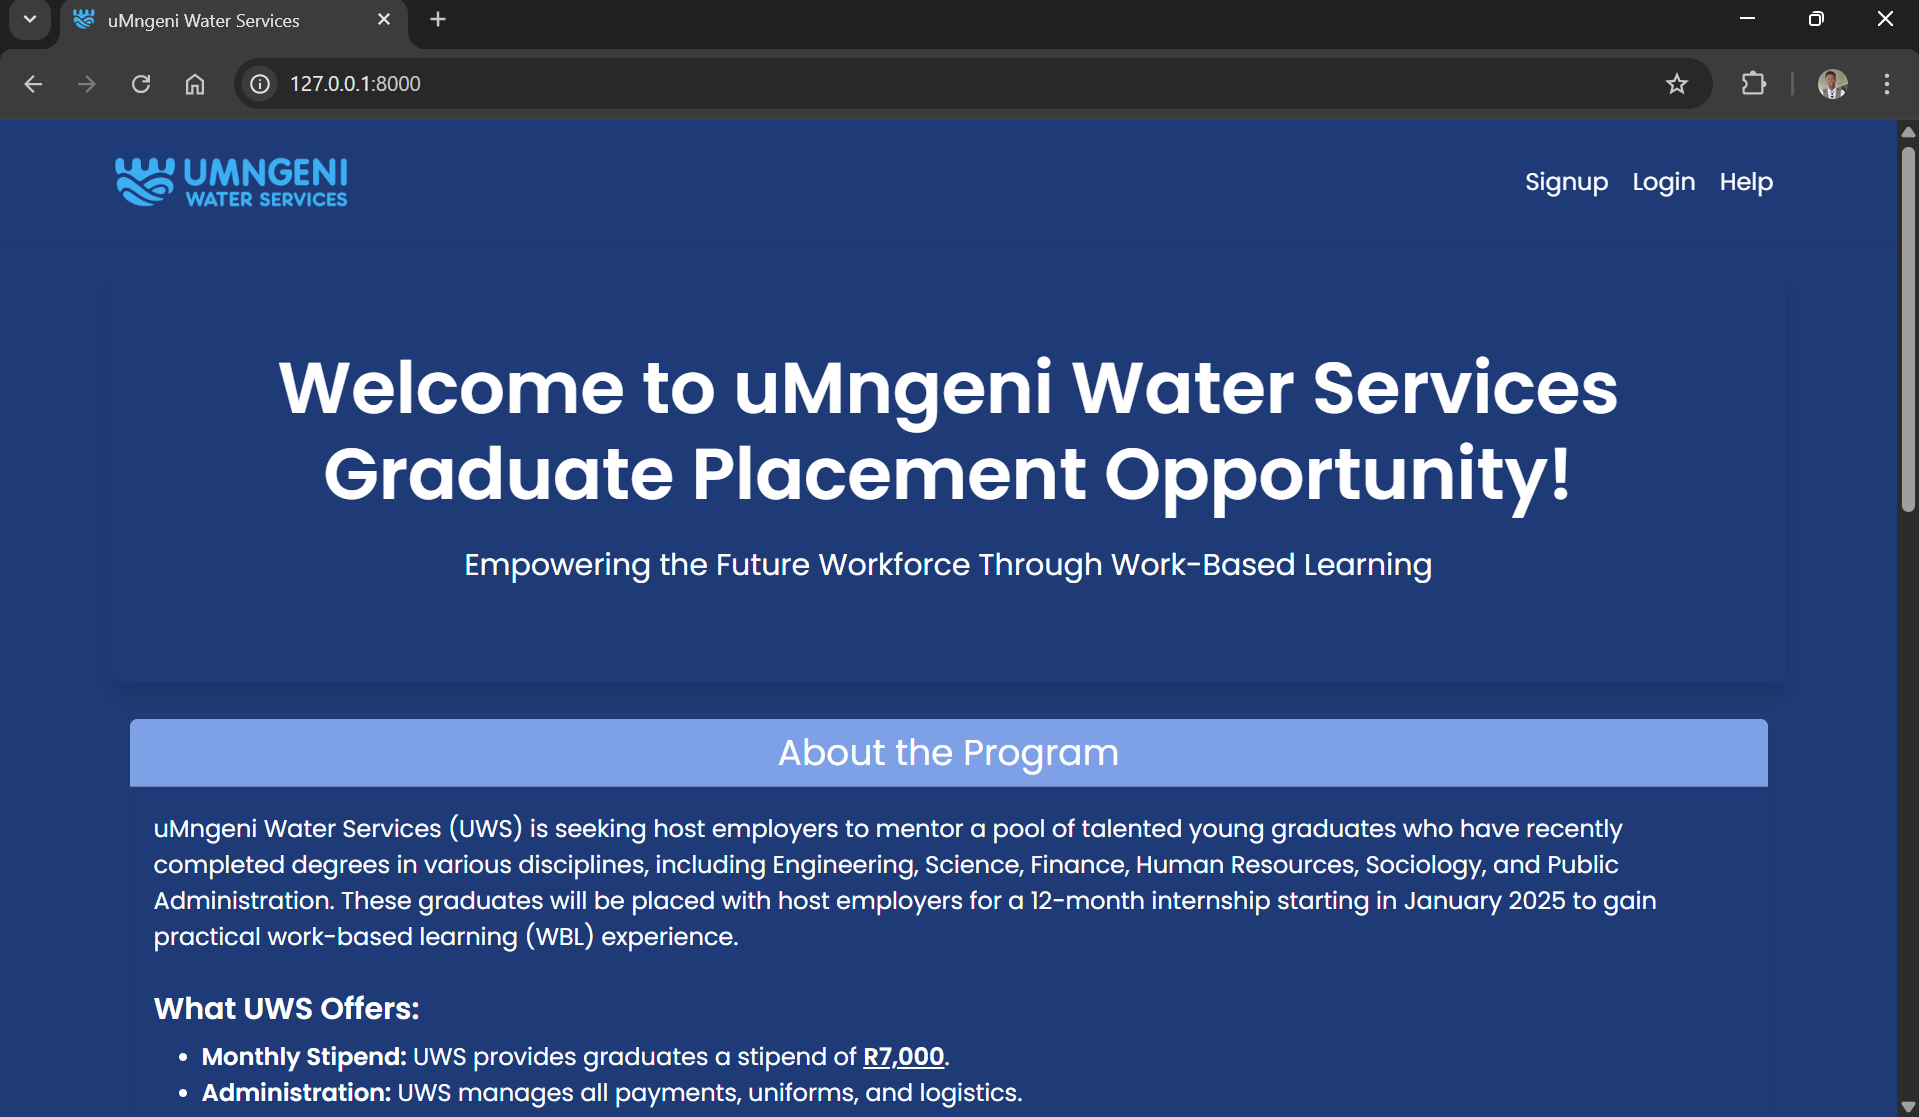 uMngeni Water Services
127.0.0.1:8000
UMNGENI
WATER SERVICES
Signup Login Help
Welcome to uMngeni Water Services
Graduate Placement Opportunity!
Empowering the Future Workforce Through Work-Based Learning
About the Program
uMngeni Water Services (UWS) is seeking host employers to mentor a pool of talented young graduates who have recently
completed degrees in various disciplines, including Engineering, Science, Finance, Human Resources, Sociology, and Public
Administration. These graduates will be placed with host employers for a 12-month internship starting in January 2025 to gain
practical work-based learning (WBL) experience.
What UWS Offers:
• Monthly Stipend: UWS provides graduates a stipend of R7,000.
• Administration: UWS manages all payments, uniforms, and logistics.